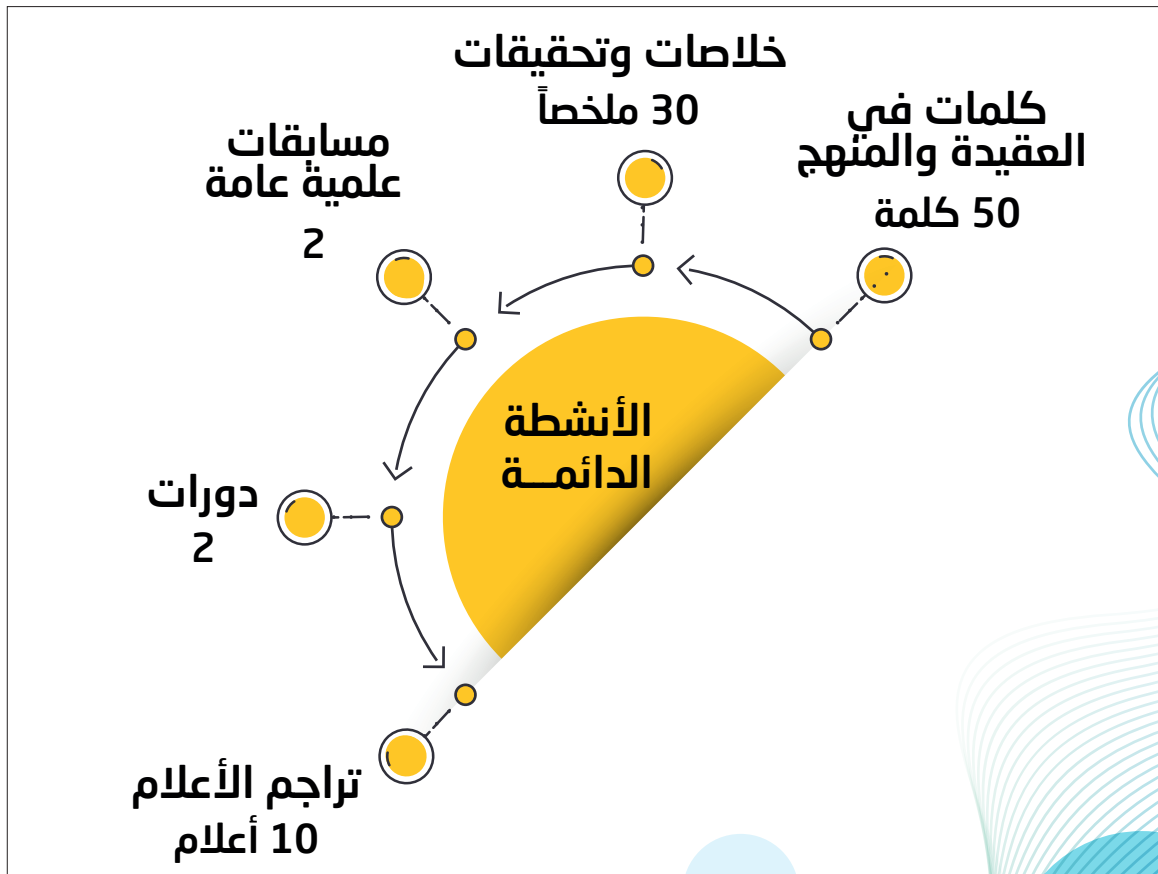 خلاصات وتحقيقات
30 ملخصاً
كلمات في
العقيدة والمنهج
50 كلمة
مسابقات
علمية عامة
2
الأنشطة
الدائمـــة
دورات
2
تراجم الأعلام
10 أعلام